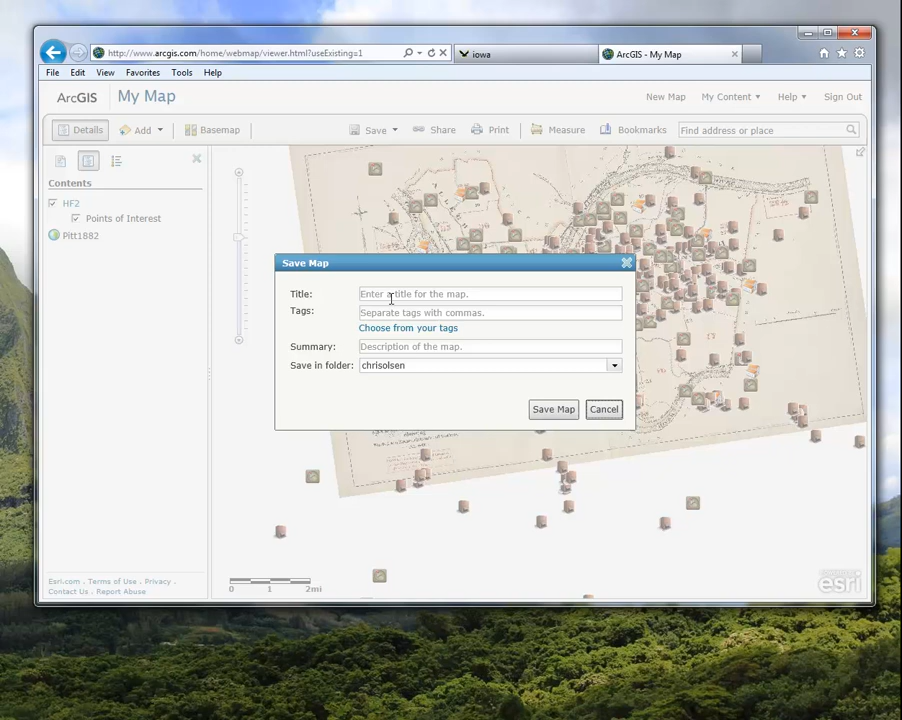 http://www.arcgis.com/home/webmap/viewer.html?useExisting=1
iowa
ArcGIS - My Map
File Edit View Favorites Tools Help
ArcGIS My Map
New Map My Content Help Sign Out
Details Add Basemap
Save Share Print Measure Bookmarks Find address or place
Contents
HF2
Points of Interest
Pitt1882
Save Map
Title: Enter a title for the map.
Tags: Separate tags with commas.
Choose from your tags
Summary: Description of the map.
Save in folder: chrisolsen
Save Map Cancel
Esri.com . Terms of Use . Privacy .
Contact Us . Report Abuse
0 1 2mi
esri